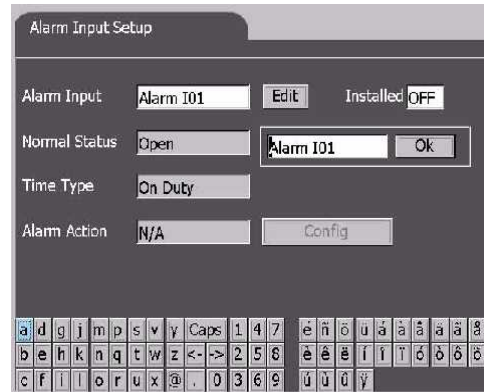 Alarm Input Setup
Alarm Input Alarm I01 Edit Installed OFF
Normal Status Open Alarm I01 Ok
Time Type On Duty
Alarm Action N/A Config
a d g j m p s v y Caps 1 4 7 é ñ ö ü á à â å ä ã
b e h k n q t w z <- -> 2 5 8 è ê ë í î ï ó ò ô õ
c f i l o r u x @ . 0 3 6 9 ú ù û ÿ